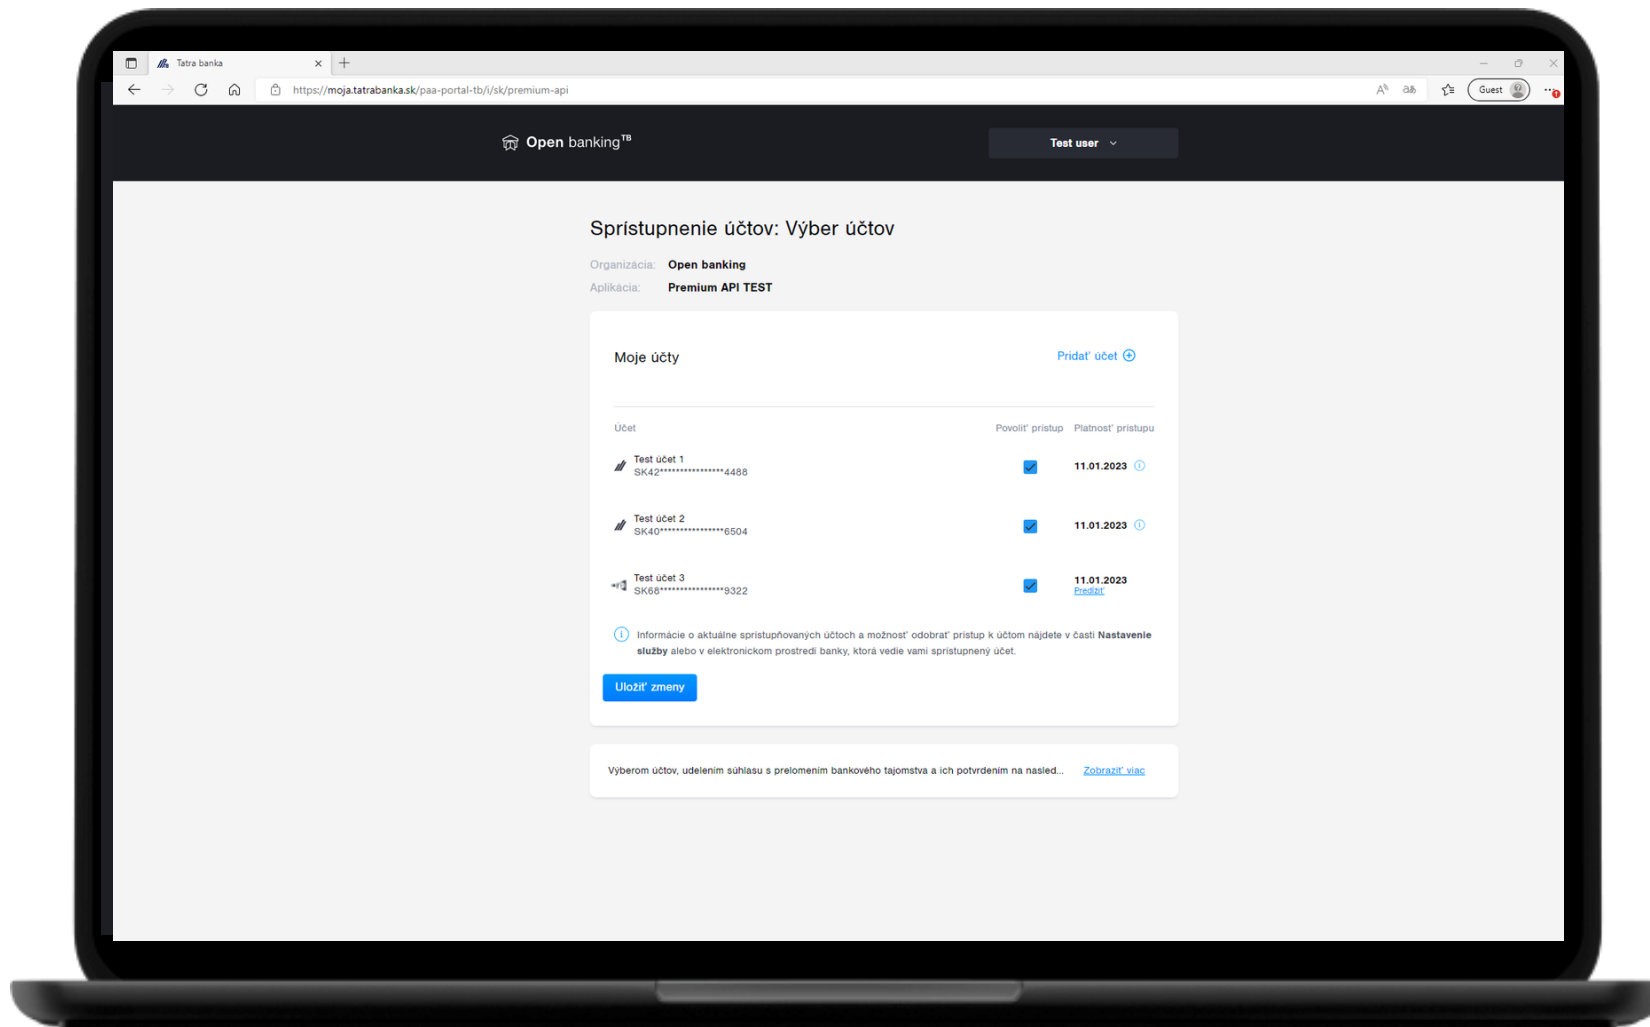 Tatra banka
https://moja.tatrabanka.sk/paa-portal-tb/i/sk/premium-api
Guest
Open banking TB
Test user
Sprístupnenie účtov: Výber účtov
Organizácia: Open banking
Aplikácia: Premium API TEST
Moje účty
Pridať účet
Účet Povoliť prístup Platnosť prístupu
Test účet 1
SK42****************4488
11.01.2023
Test účet 2
SK40****************6504
11.01.2023
Test účet 3
SK68****************9322
11.01.2023
Predĺžiť
Informácie o aktuálne sprístupňovaných účtoch a možnosť odobrať prístup k účtom nájdete v časti Nastavenie
služby alebo v elektronickom prostredí banky, ktorá vedie vami sprístupnený účet.
Uložiť zmeny
Výberom účtov, udelením súhlasu s prelomením bankového tajomstva a ich potvrdením na nasled... Zobraziť viac